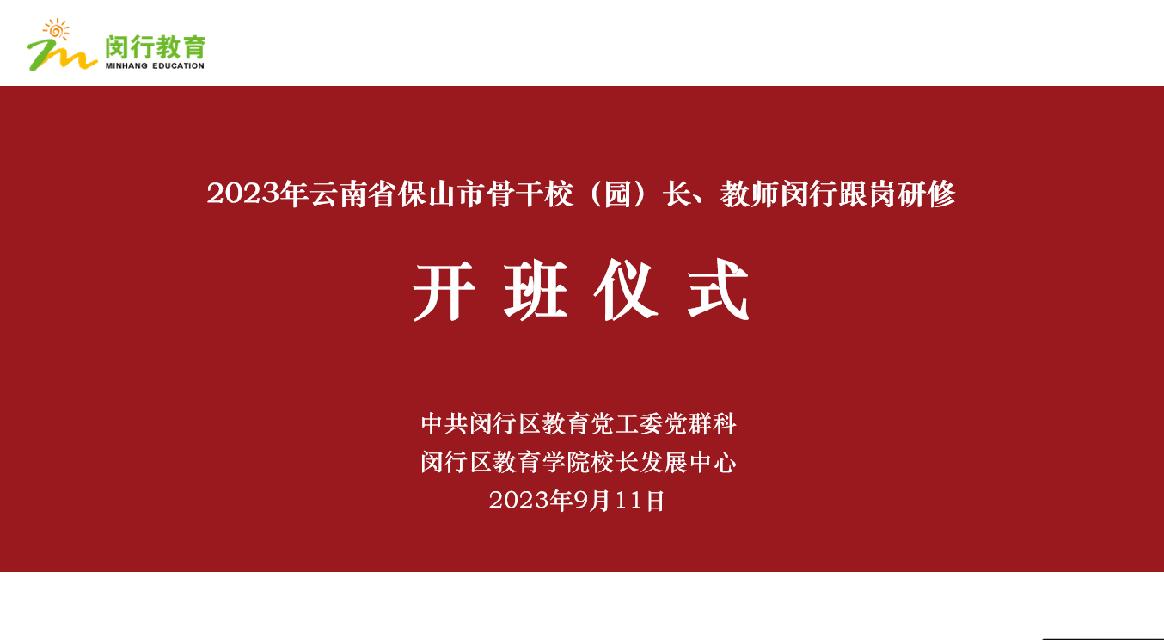 闵行教育
MINHANG EDUCATION
2023年云南省保山市骨干校（园）长、教师闵行跟岗研修
开班仪式
中共闵行区教育党工委党群科
闵行区教育学院校长发展中心
2023年9月11日